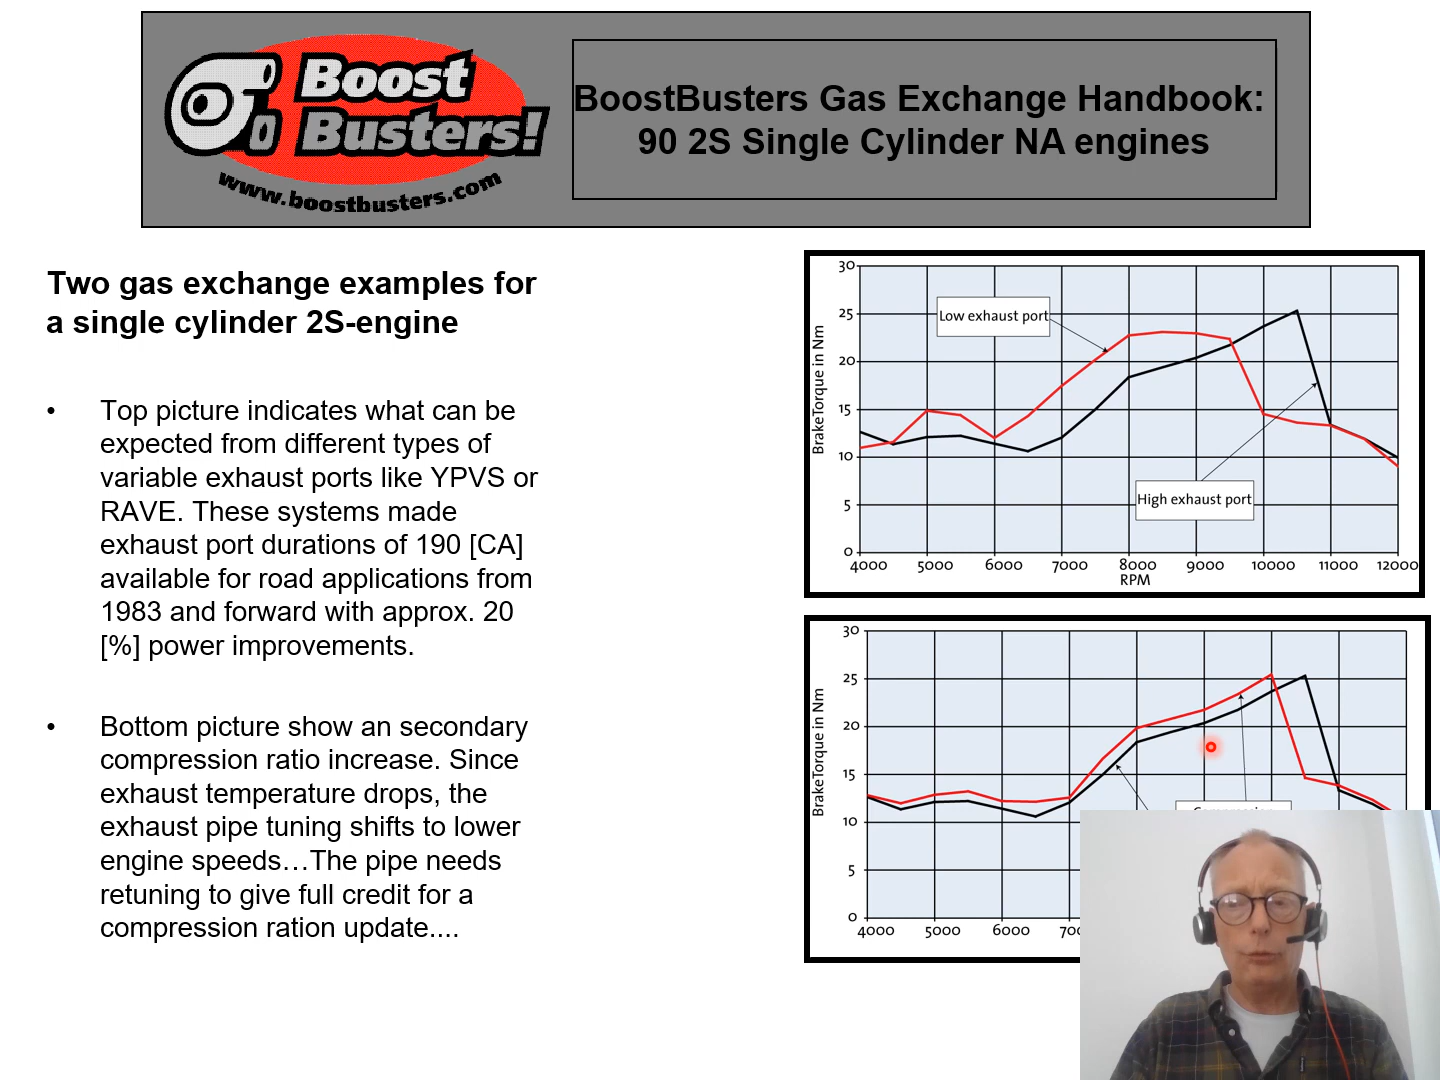 Boost
Busters!
www.boostbusters.com
BoostBusters Gas Exchange Handbook:
90 2S Single Cylinder NA engines
Two gas exchange examples for
a single cylinder 2S-engine
• Top picture indicates what can be
expected from different types of
variable exhaust ports like YPVS or
RAVE. These systems made
exhaust port durations of 190 [CA]
available for road applications from
1983 and forward with approx. 20
[%] power improvements.
• Bottom picture show an secondary
compression ratio increase. Since
exhaust temperature drops, the
exhaust pipe tuning shifts to lower
engine speeds…The pipe needs
retuning to give full credit for a
compression ration update....
30
25
20
15
10
5
0
BrakeTorque in Nm
Low exhaust port
High exhaust port
4000 5000 6000 7000 8000 9000 10000 11000 12000
RPM
30
25
20
15
10
5
0
BrakeTorque in Nm
4000 5000 6000